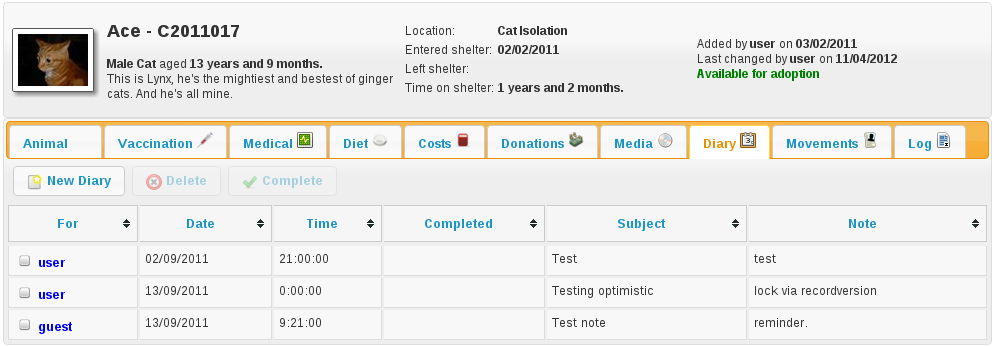 Ace - C2011017
Male Cat aged 13 years and 9 months.
This is Lynx, he's the mightiest and bestest of ginger
cats. And he's all mine.
Location: Cat Isolation
Entered shelter: 02/02/2011
Left shelter:
Time on shelter: 1 years and 2 months.
Added by user on 03/02/2011
Last changed by user on 11/04/2012
Available for adoption
Animal Vaccination Medical Diet Costs Donations Media Diary Movements Log
New Diary Delete Complete
For Date Time Completed Subject Note
user 02/09/2011 21:00:00 Test test
user 13/09/2011 0:00:00 Testing optimistic lock via recordversion
guest 13/09/2011 9:21:00 Test note reminder.